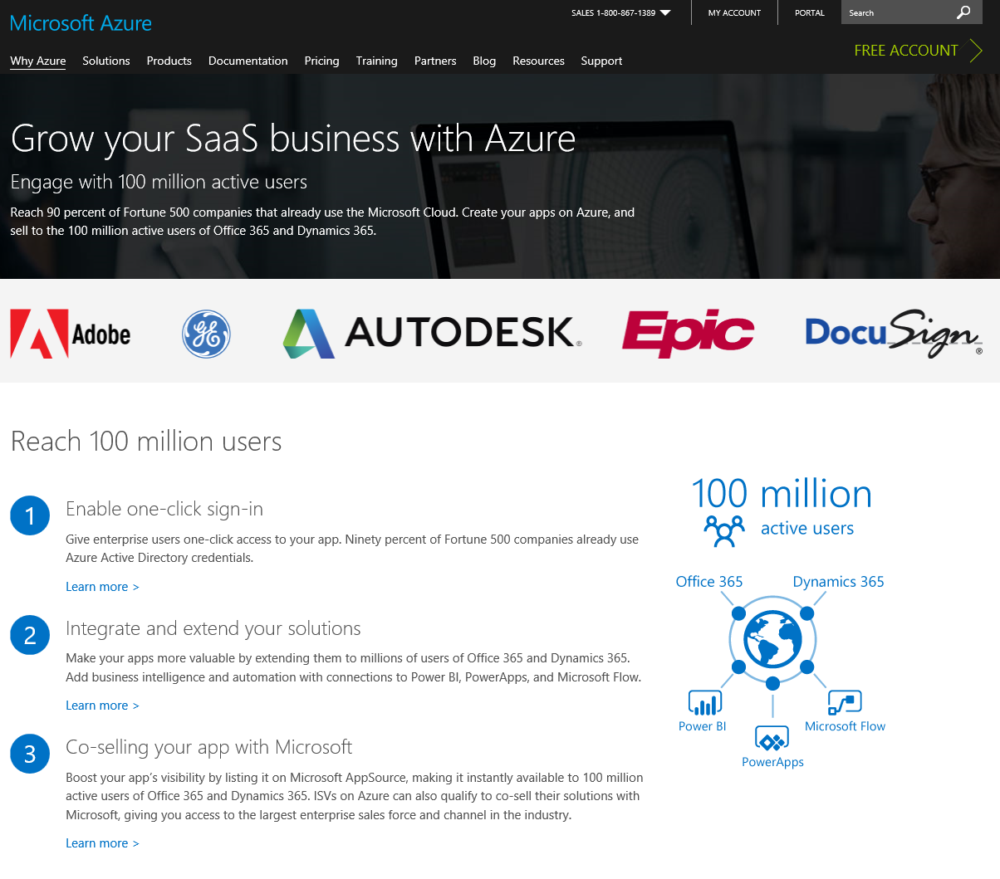 Microsoft Azure
SALES 1-800-867-1389
MY ACCOUNT
PORTAL
Search
Why Azure
Solutions
Products
Documentation
Pricing
Training
Partners
Blog
Resources
Support
FREE ACCOUNT
Grow your SaaS business with Azure
Engage with 100 million active users
Reach 90 percent of Fortune 500 companies that already use the Microsoft Cloud. Create your apps on Azure, and
sell to the 100 million active users of Office 365 and Dynamics 365.
Adobe
GE
AUTODESK®
Epic
DocuSign®
Reach 100 million users
1
Enable one-click sign-in
Give enterprise users one-click access to your app. Ninety percent of Fortune 500 companies already use
Azure Active Directory credentials.
Learn more >
2
Integrate and extend your solutions
Make your apps more valuable by extending them to millions of users of Office 365 and Dynamics 365.
Add business intelligence and automation with connections to Power BI, PowerApps, and Microsoft Flow.
Learn more >
3
Co-selling your app with Microsoft
Boost your app's visibility by listing it on Microsoft AppSource, making it instantly available to 100 million
active users of Office 365 and Dynamics 365. ISVs on Azure can also qualify to co-sell their solutions with
Microsoft, giving you access to the largest enterprise sales force and channel in the industry.
Learn more >
100 million
active users
Office 365
Dynamics 365
Power BI
Microsoft Flow
PowerApps